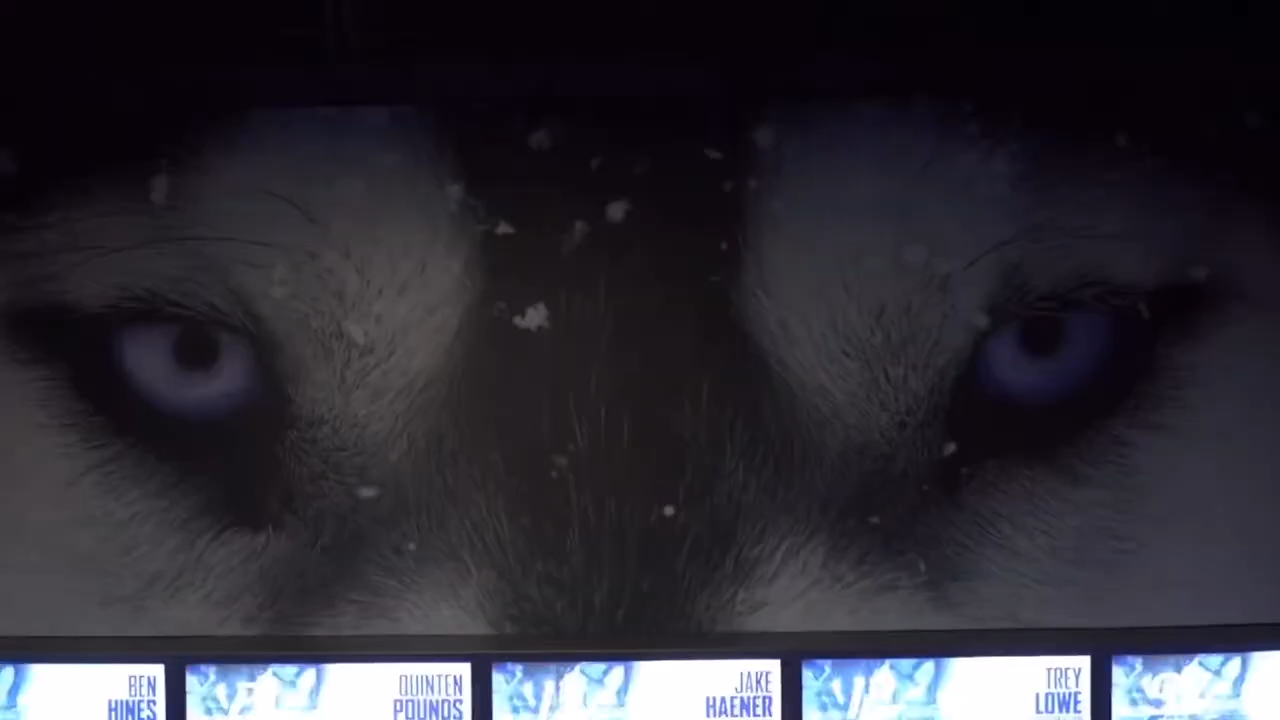 BEN
HINES
QUINTEN
POUNDS
JAKE
HAENER
TREY
LOWE